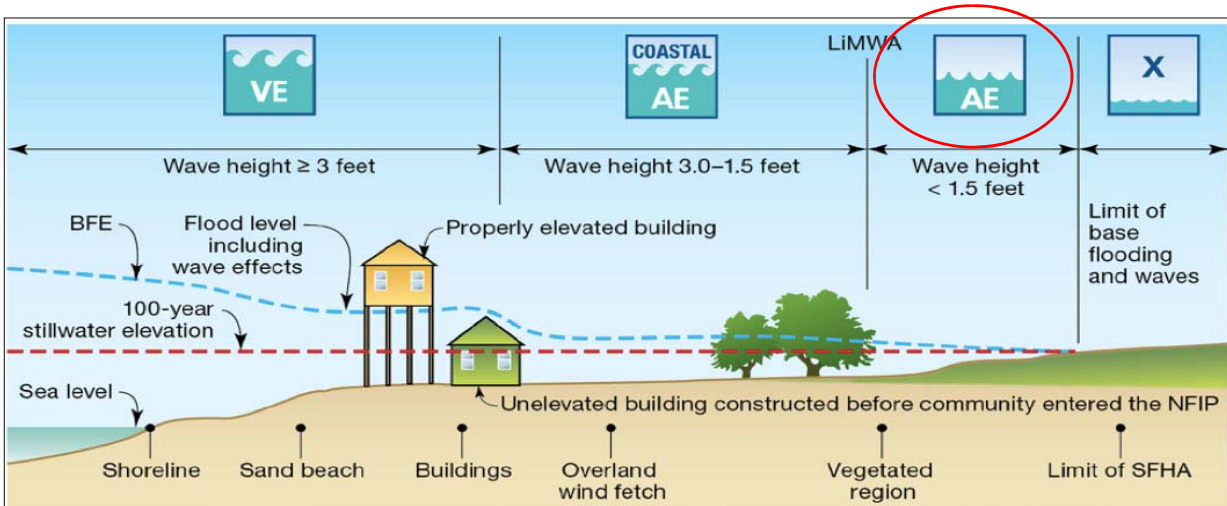 VE
COASTAL
AE
LiMWA
AE
X
Wave height ≥ 3 feet
Wave height 3.0–1.5 feet
Wave height
< 1.5 feet
Limit of
base
flooding
and waves
BFE
Flood level
including
wave effects
Properly elevated building
100-year
stillwater elevation
Sea level
Unelevated building constructed before community entered the NFIP
Shoreline
Sand beach
Buildings
Overland
wind fetch
Vegetated
region
Limit of SFHA